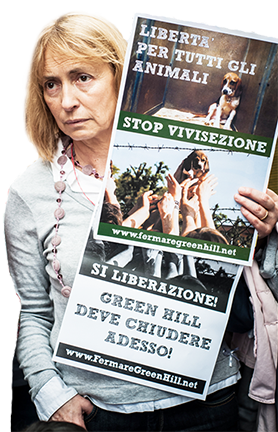 LIBERTA'
PER TUTTI GLI
ANIMALI
STOP VIVISEZIONE
www.fermaregreenhill.net
SI LIBERAZIONE!
GREEN HILL
DEVE CHIUDERE
ADESSO!
www.FermareGreenHill.net